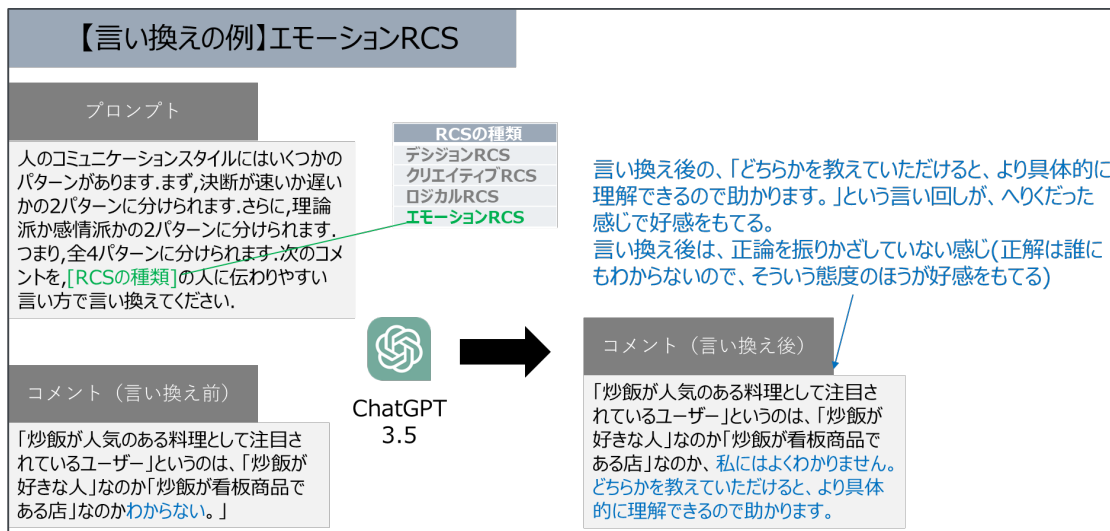 【言い換えの例】エモーションRCS
プロンプト
人のコミュニケーションスタイルにはいくつかの
パターンがあります.まず,決断が速いか遅い
かの2パターンに分けられます.さらに,理論
派か感情派かの2パターンに分けられます.
つまり,全4パターンに分けられます.次のコメ
ントを,[RCSの種類]の人に伝わりやすい
言い方で言い換えてください.
RCSの種類
デシジョンRCS
クリエイティブRCS
ロジカルRCS
エモーションRCS
言い換え後の、「どちらかを教えていただけると、より具体的に
理解できるので助かります。」という言い回しが、へりくだった
感じで好感をもてる。
言い換え後は、正論を振りかざしていない感じ(正解は誰に
もわからないので、そういう態度のほうが好感をもてる)
コメント（言い換え前）
「炒飯が人気のある料理として注目さ
れているユーザー」というのは、「炒飯が
好きな人」なのか「炒飯が看板商品で
ある店」なのかわからない。」
ChatGPT
3.5
コメント（言い換え後）
「炒飯が人気のある料理として注目さ
れているユーザー」というのは、「炒飯が
好きな人」なのか「炒飯が看板商品で
ある店」なのか、私にはよくわかりません。
どちらかを教えていただけると、より具体
的に理解できるので助かります。